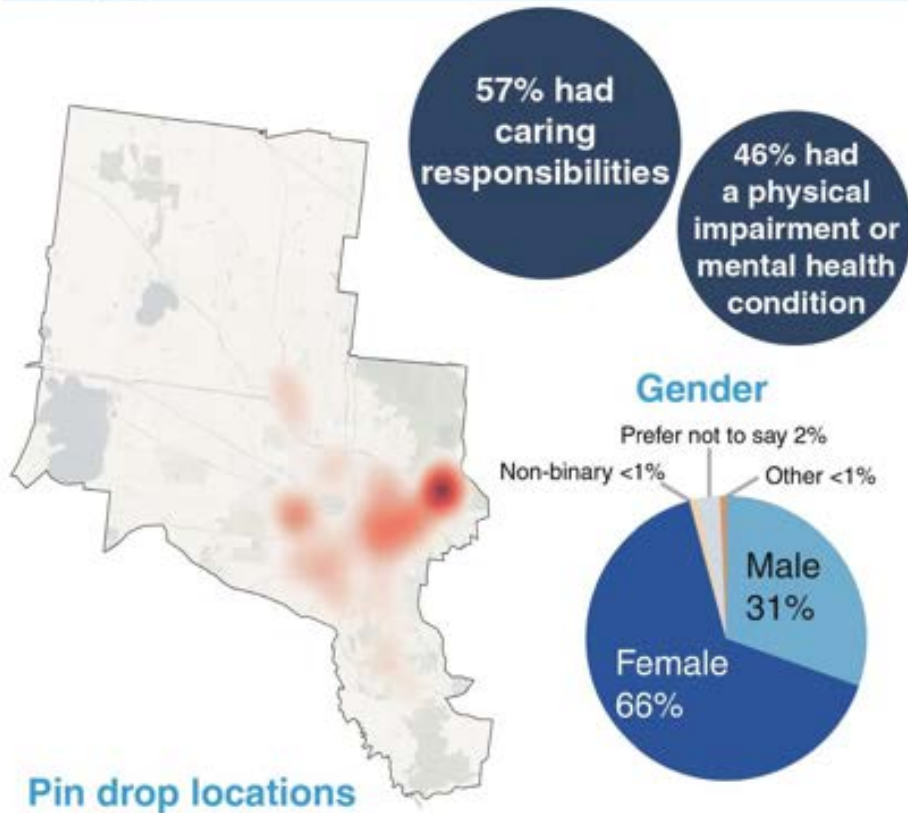 57% had
caring
responsibilities
46% had
a physical
impairment or
mental health
condition
Gender
Prefer not to say 2%
Non-binary <1%
Other <1%
Male
31%
Female
66%
Pin drop locations